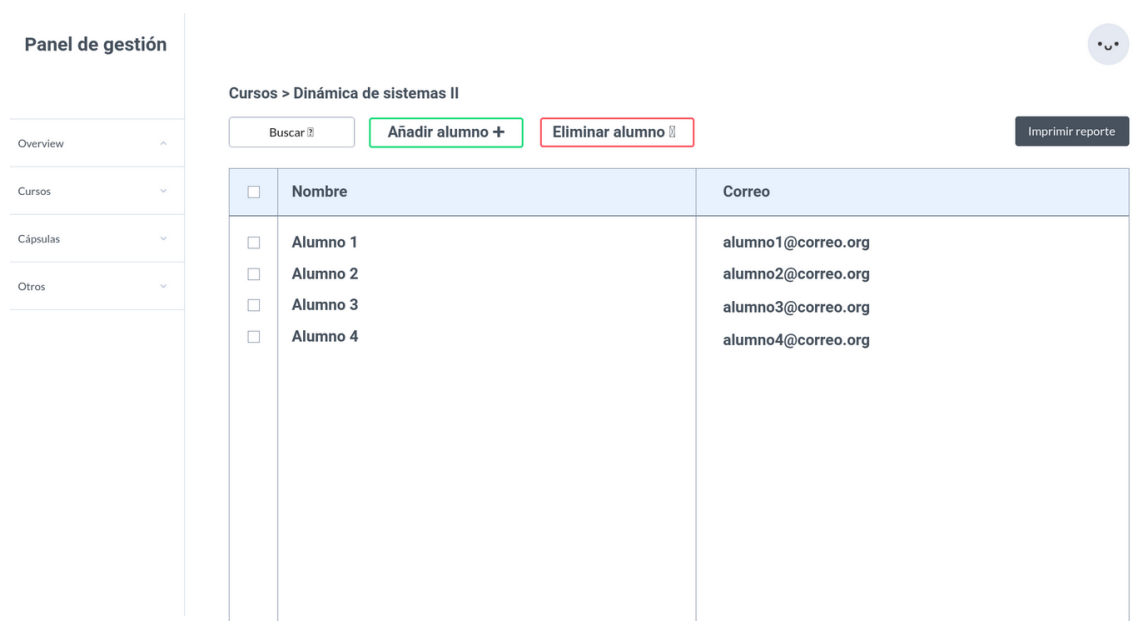 Panel de gestión
Overview
Cursos
Cápsulas
Otros
Cursos > Dinámica de sistemas II
Buscar
Añadir alumno +
Eliminar alumno
Imprimir reporte
Nombre Correo
Alumno 1 alumno1@correo.org
Alumno 2 alumno2@correo.org
Alumno 3 alumno3@correo.org
Alumno 4 alumno4@correo.org